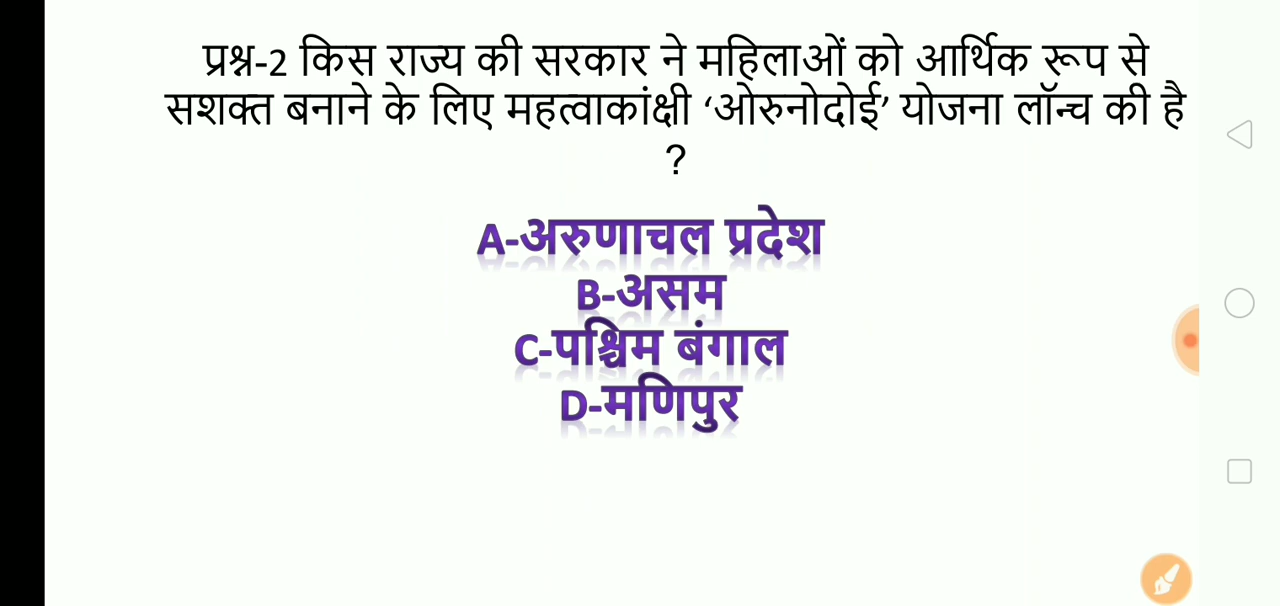 प्रश्न-2 किस राज्य की सरकार ने महिलाओं को आर्थिक रूप से
सशक्त बनाने के लिए महत्वाकांक्षी ‘ओरुनोदोई’ योजना लॉन्च की है
?
A-अरुणाचल प्रदेश
B-असम
C-पश्चिम बंगाल
D-मणिपुर